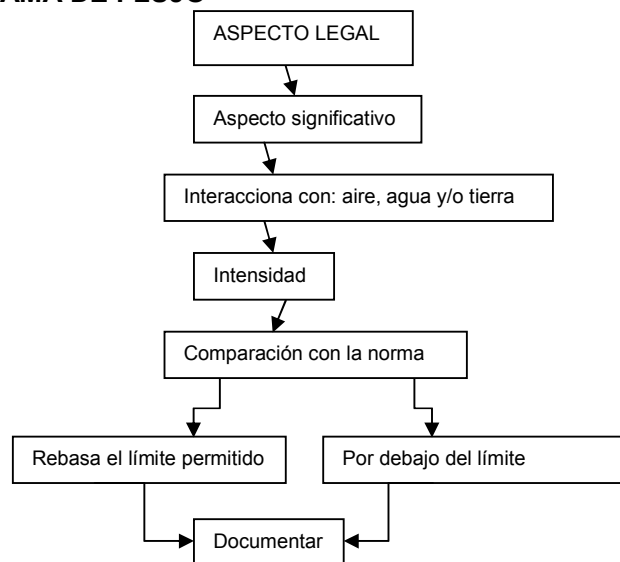 ASPECTO LEGAL
Aspecto significativo
Interacciona con: aire, agua y/o tierra
Intensidad
Comparación con la norma
Rebasa el límite permitido
Por debajo del límite
Documentar